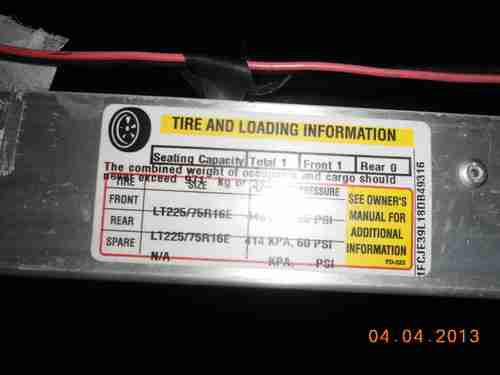 TIRE AND LOADING INFORMATION
Seating Capacity Total 1 Front 1 Rear 0
The combined weight of occupants and cargo should
exceed kg or
TIRE SIZE PRESSURE
FRONT LT225/75R16E PSI
REAR LT225/75R16E 414 KPA, 60 PSI
SPARE N/A KPA, PSI
SEE OWNER'S
MANUAL FOR
ADDITIONAL
INFORMATION
04.04.2013